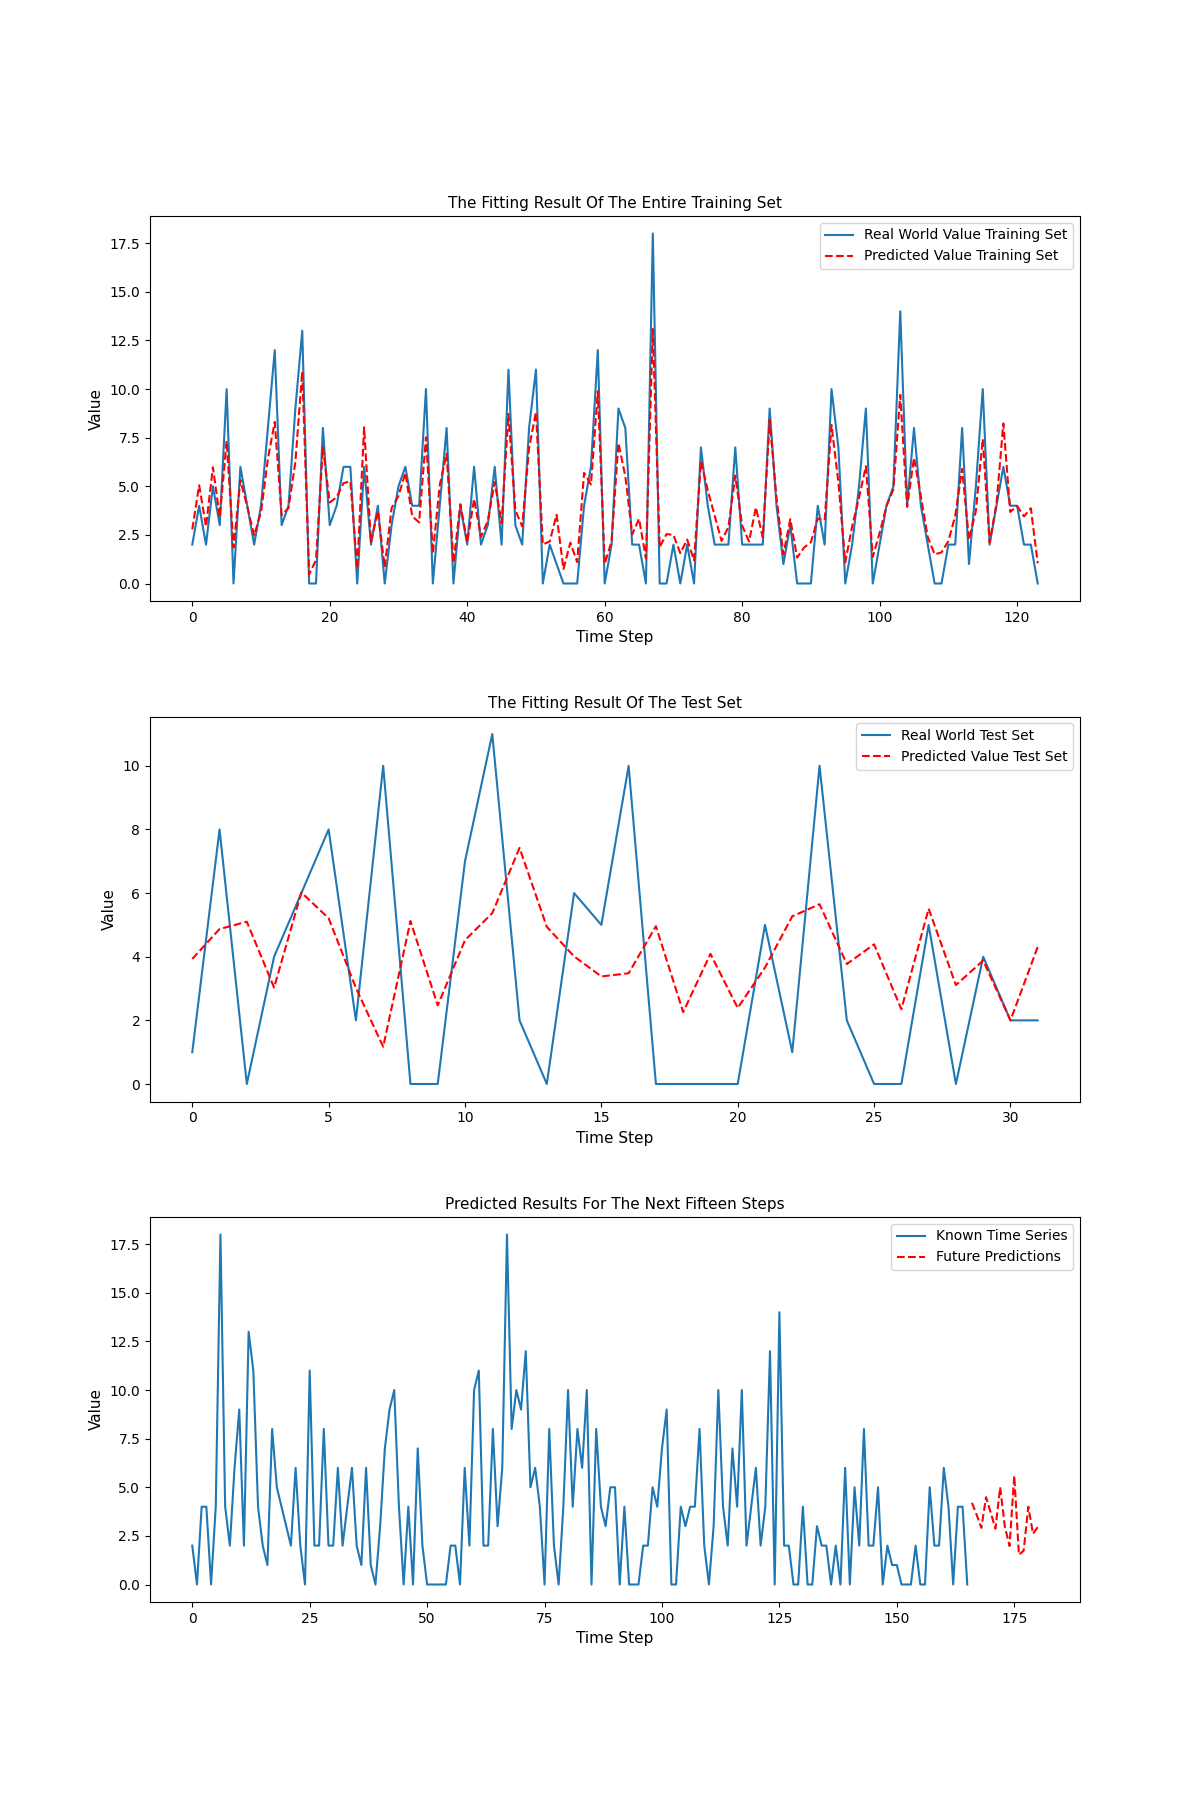 The Fitting Result Of The Entire Training Set
Real World Value Training Set
Predicted Value Training Set
17.5
15.0
12.5
10.0
7.5
5.0
2.5
0.0
Value
0 20 40 60 80 100 120
Time Step
The Fitting Result Of The Test Set
Real World Test Set
Predicted Value Test Set
10
8
6
4
2
0
Value
0 5 10 15 20 25 30
Time Step
Predicted Results For The Next Fifteen Steps
Known Time Series
Future Predictions
17.5
15.0
12.5
10.0
7.5
5.0
2.5
0.0
Value
0 25 50 75 100 125 150 175
Time Step